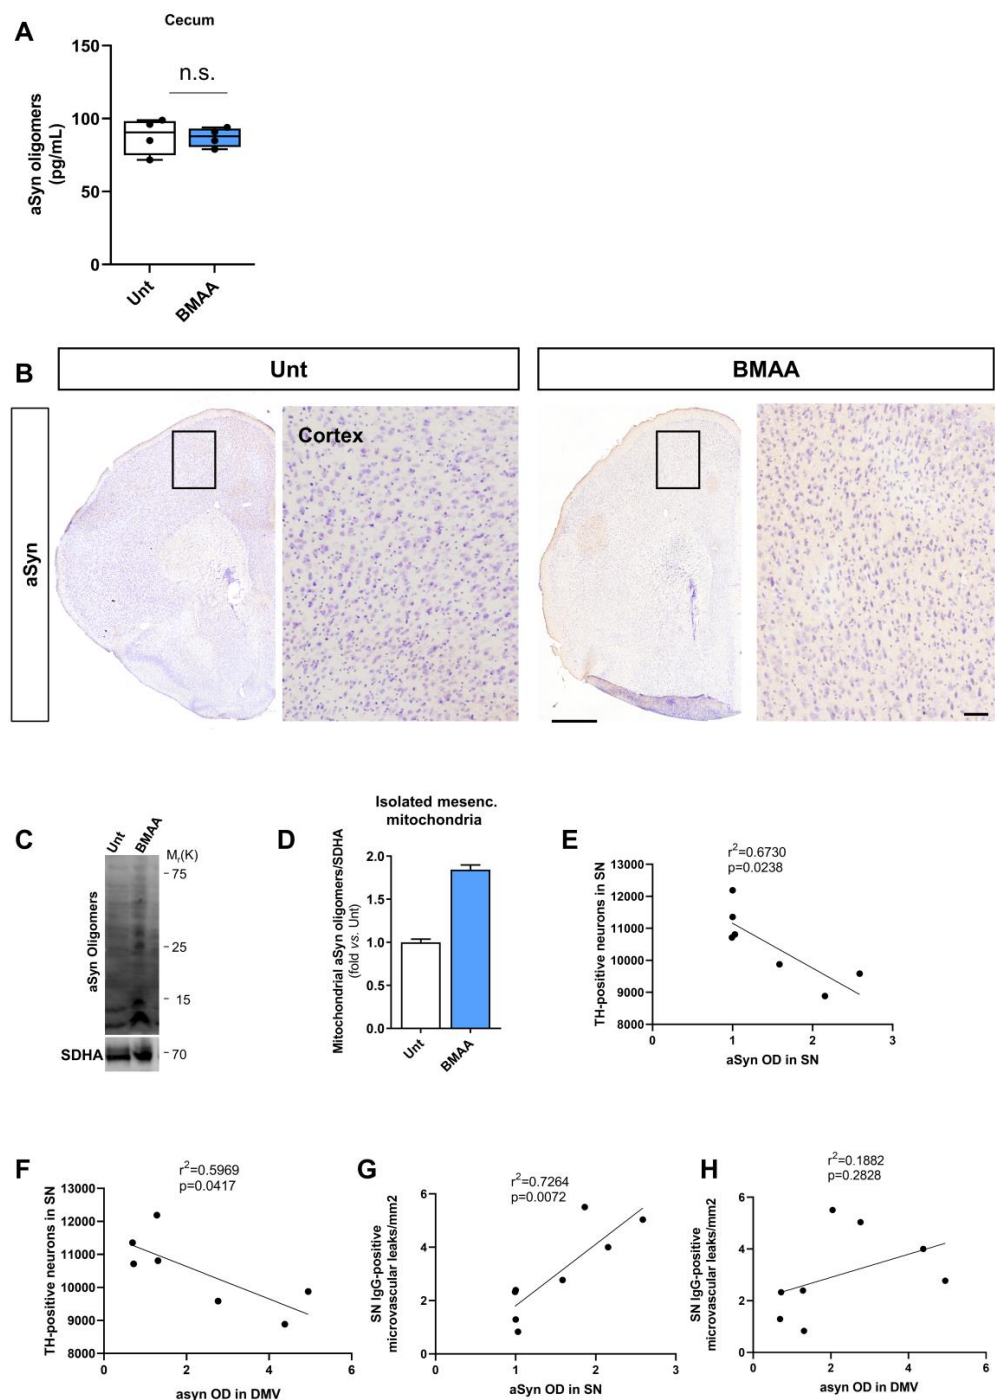 A
Cecum
aSyn oligomers
(pg/mL)
150
100
50
0
n.s.
Unt
BMAA
B
Unt
BMAA
aSyn
Cortex
C
Unt
BMAA
Mr(K)
aSyn Oligomers
75
25
15
SDHA
70
D
Isolated mesenc.
mitochondria
Mitochondrial aSyn oligomers/SDHA
(fold vs. Unt)
2.0
1.5
1.0
0.5
0.0
Unt
BMAA
E
r²=0.6730
p=0.0238
TH-positive neurons in SN
13000
12000
11000
10000
9000
8000
0 1 2 3
aSyn OD in SN
F
r²=0.5969
p=0.0417
TH-positive neurons in SN
13000
12000
11000
10000
9000
8000
0 2 4 6
asyn OD in DMV
G
r²=0.7264
p=0.0072
SN IgG-positive
microvascular leaks/mm2
6
4
2
0
0 1 2 3
aSyn OD in SN
H
r²=0.1882
p=0.2828
SN IgG-positive
microvascular leaks/mm2
6
4
2
0
0 2 4 6
asyn OD in DMV